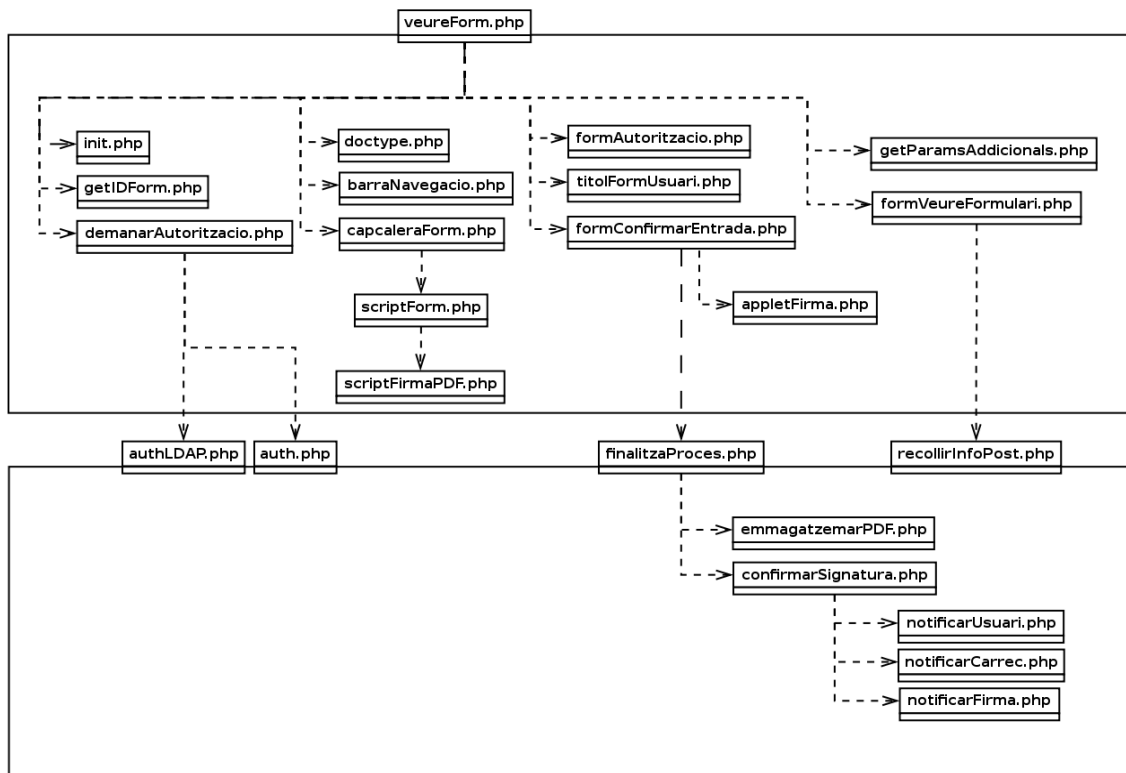 veureForm.php
init.php
getIDForm.php
demanarAutoritzacio.php
doctype.php
barraNavegacio.php
capcaleraForm.php
scriptForm.php
scriptFirmaPDF.php
formAutoritzacio.php
titolFormUsuari.php
formConfirmarEntrada.php
appletFirma.php
getParamsAddicionals.php
formVeureFormulari.php
authLDAP.php
auth.php
finalitzaProces.php
recollirInfoPost.php
emmagatzemarPDF.php
confirmarSignatura.php
notificarUsuari.php
notificarCarrec.php
notificarFirma.php